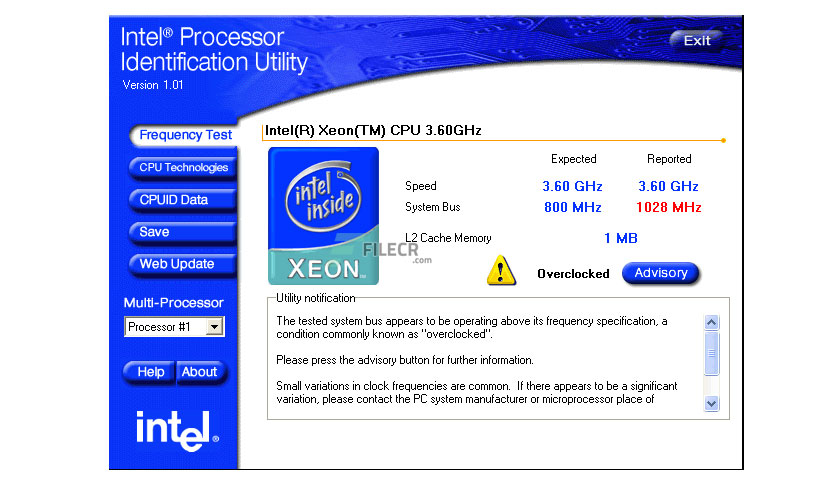 Intel® Processor
Identification Utility
Version 1.01
Exit
Frequency Test
CPU Technologies
CPUID Data
Save
Web Update
Multi-Processor
Processor #1
Help
About
intel®
Intel(R) Xeon(TM) CPU 3.60GHz
intel®
inside
XEON™
Expected Reported
Speed 3.60 GHz 3.60 GHz
System Bus 800 MHz 1028 MHz
L2 Cache Memory 1 MB
FILECR
.com
Overclocked Advisory
Utility notification
The tested system bus appears to be operating above its frequency specification, a
condition commonly known as "overclocked".
Please press the advisory button for further information.
Small variations in clock frequencies are common. If there appears to be a significant
variation, please contact the PC system manufacturer or microprocessor place of